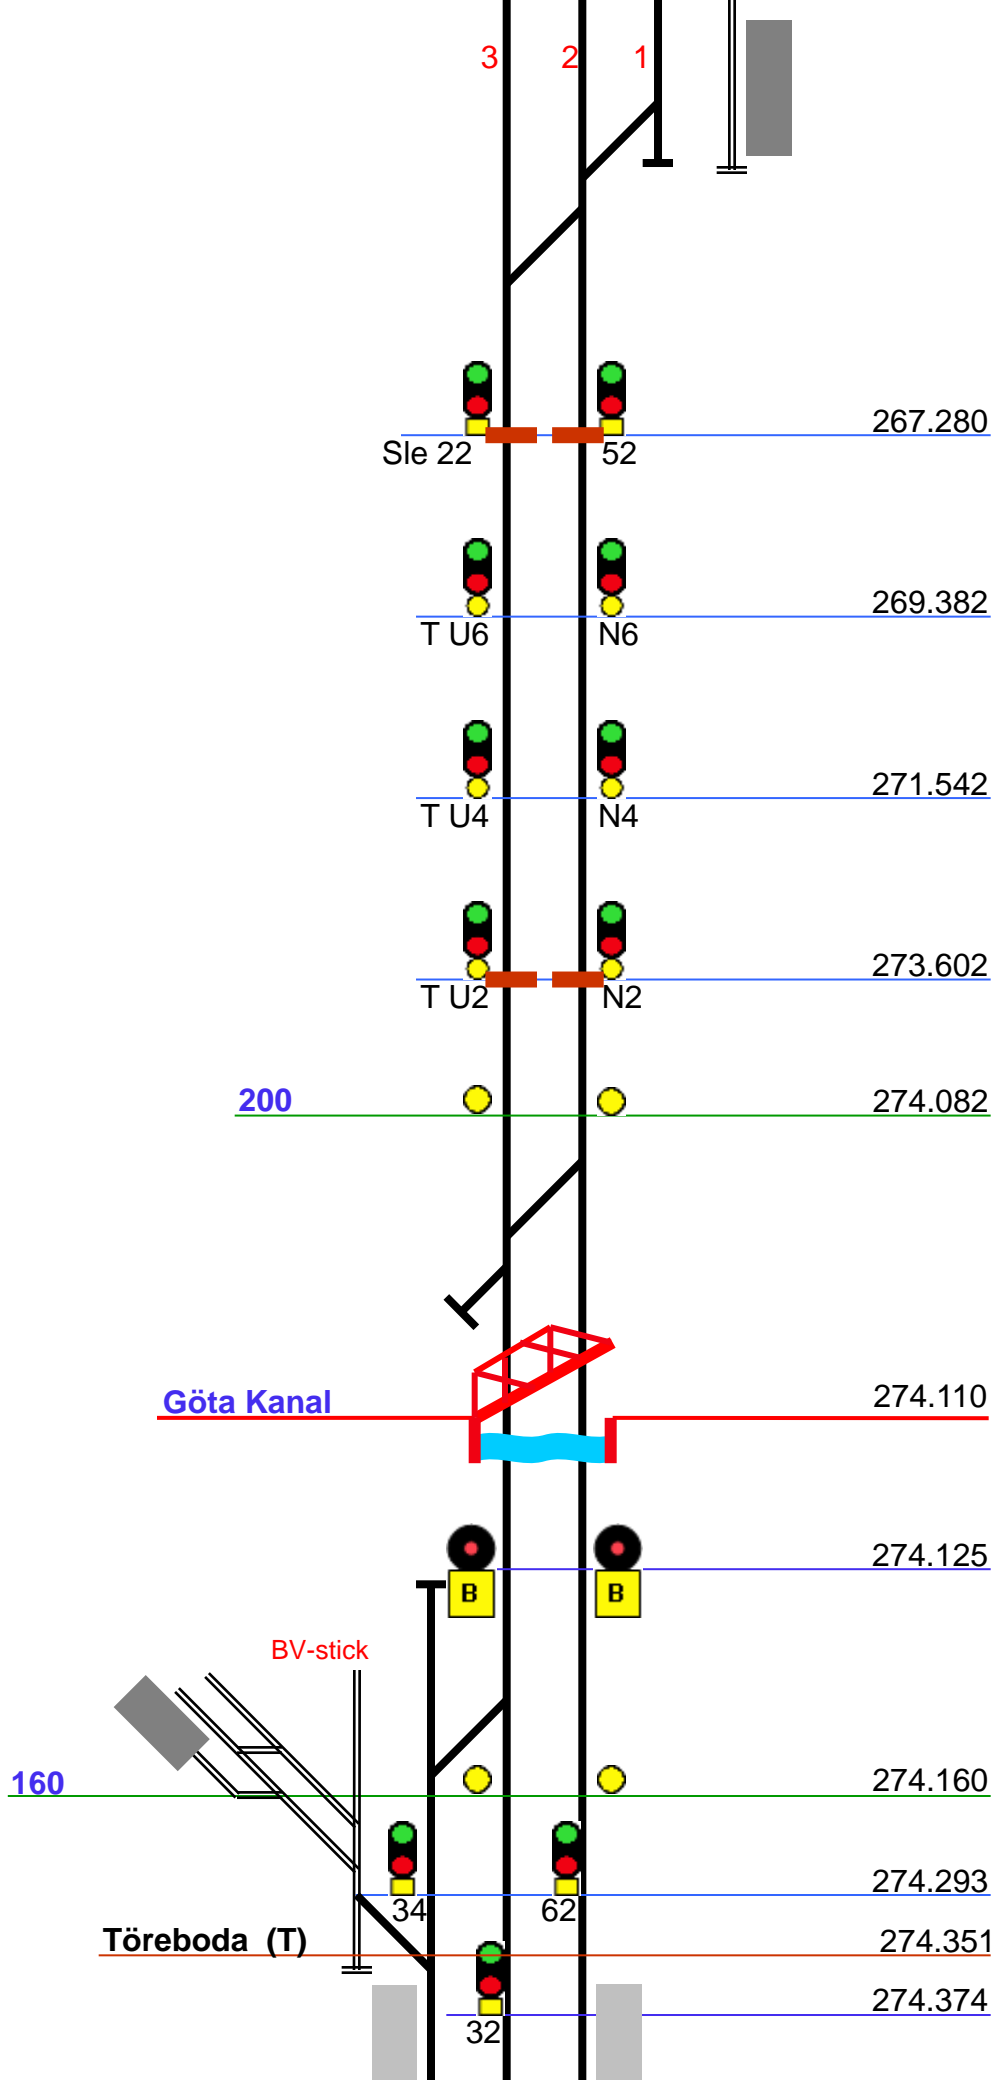 3 2 1
267.280
Sle 22 52
269.382
T U6 N6
271.542
T U4 N4
273.602
T U2 N2
200 274.082
Göta Kanal 274.110
274.125
B B
BV-stick
160 274.160
274.293
34 62
Töreboda (T) 274.351
274.374
32